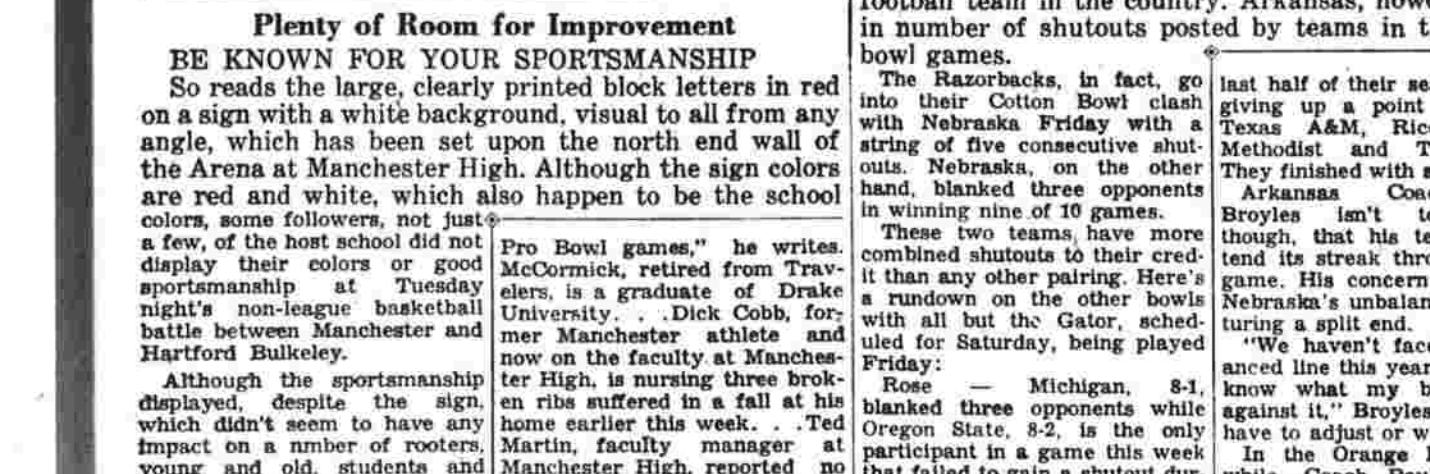 Plenty of Room for Improvement
BE KNOWN FOR YOUR SPORTSMANSHIP
So reads the large, clearly printed block letters in red
on a sign with a white background, visual to all from any
angle, which has been set upon the north end wall of
the Arena at Manchester High. Although the sign colors
are red and white, which also happen to be the school
colors, some followers, not just
a few, of the host school did not
display their colors or good
sportsmanship at Tuesday
night's non-league basketball
battle between Manchester and
Hartford Bulkeley.
Although the sportsmanship
displayed, despite the sign,
which didn't seem to have any
impact on a nmber of rooters,
young and old, students and
Pro Bowl games," he writes.
McCormick, retired from Trav-
elers, is a graduate of Drake
University. . .Dick Cobb, for-
mer Manchester athlete and
now on the faculty at Manches-
ter High, is nursing three brok-
en ribs suffered in a fall at his
home earlier this week. . .Ted
Martin, faculty manager at
Manchester High, reported no
football team in the country. Arkansas,
in number of shutouts posted by teams in
bowl games.
The Razorbacks, in fact, go
into their Cotton Bowl clash
with Nebraska Friday with a
string of five consecutive shut-
outs. Nebraska, on the other
hand, blanked three opponents
in winning nine of 10 games.
These two teams have more
combined shutouts to their cred-
it than any other pairing. Here's
a rundown on the other bowls
with all but the Gator, sched-
uled for Saturday, being played
Friday:
Rose — Michigan, 8-1,
blanked three opponents while
Oregon State, 8-2, is the only
participant in a game this week
that failed to gain a shutout dur-
last half of their
giving up a point
Texas A&M,
Methodist and
They finished with
Arkansas
Broyles isn't
though, that his
tend its streak
game. His concern
Nebraska's
turing a split end.
"We haven't
anced line this year
know what my
against it," Broyles
have to adjust or
In the Orange